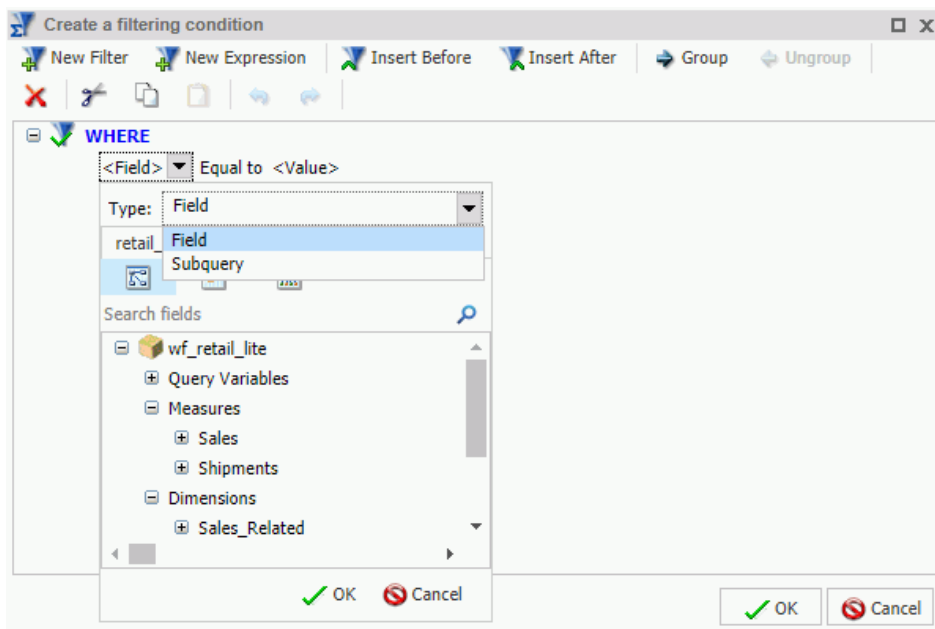 Create a filtering condition
New Filter New Expression Insert Before Insert After Group Ungroup
WHERE
<Field> Equal to <Value>
Type: Field
retail_
Field
Subquery
Search fields
wf_retail_lite
Query Variables
Measures
Sales
Shipments
Dimensions
Sales_Related
OK Cancel
OK Cancel